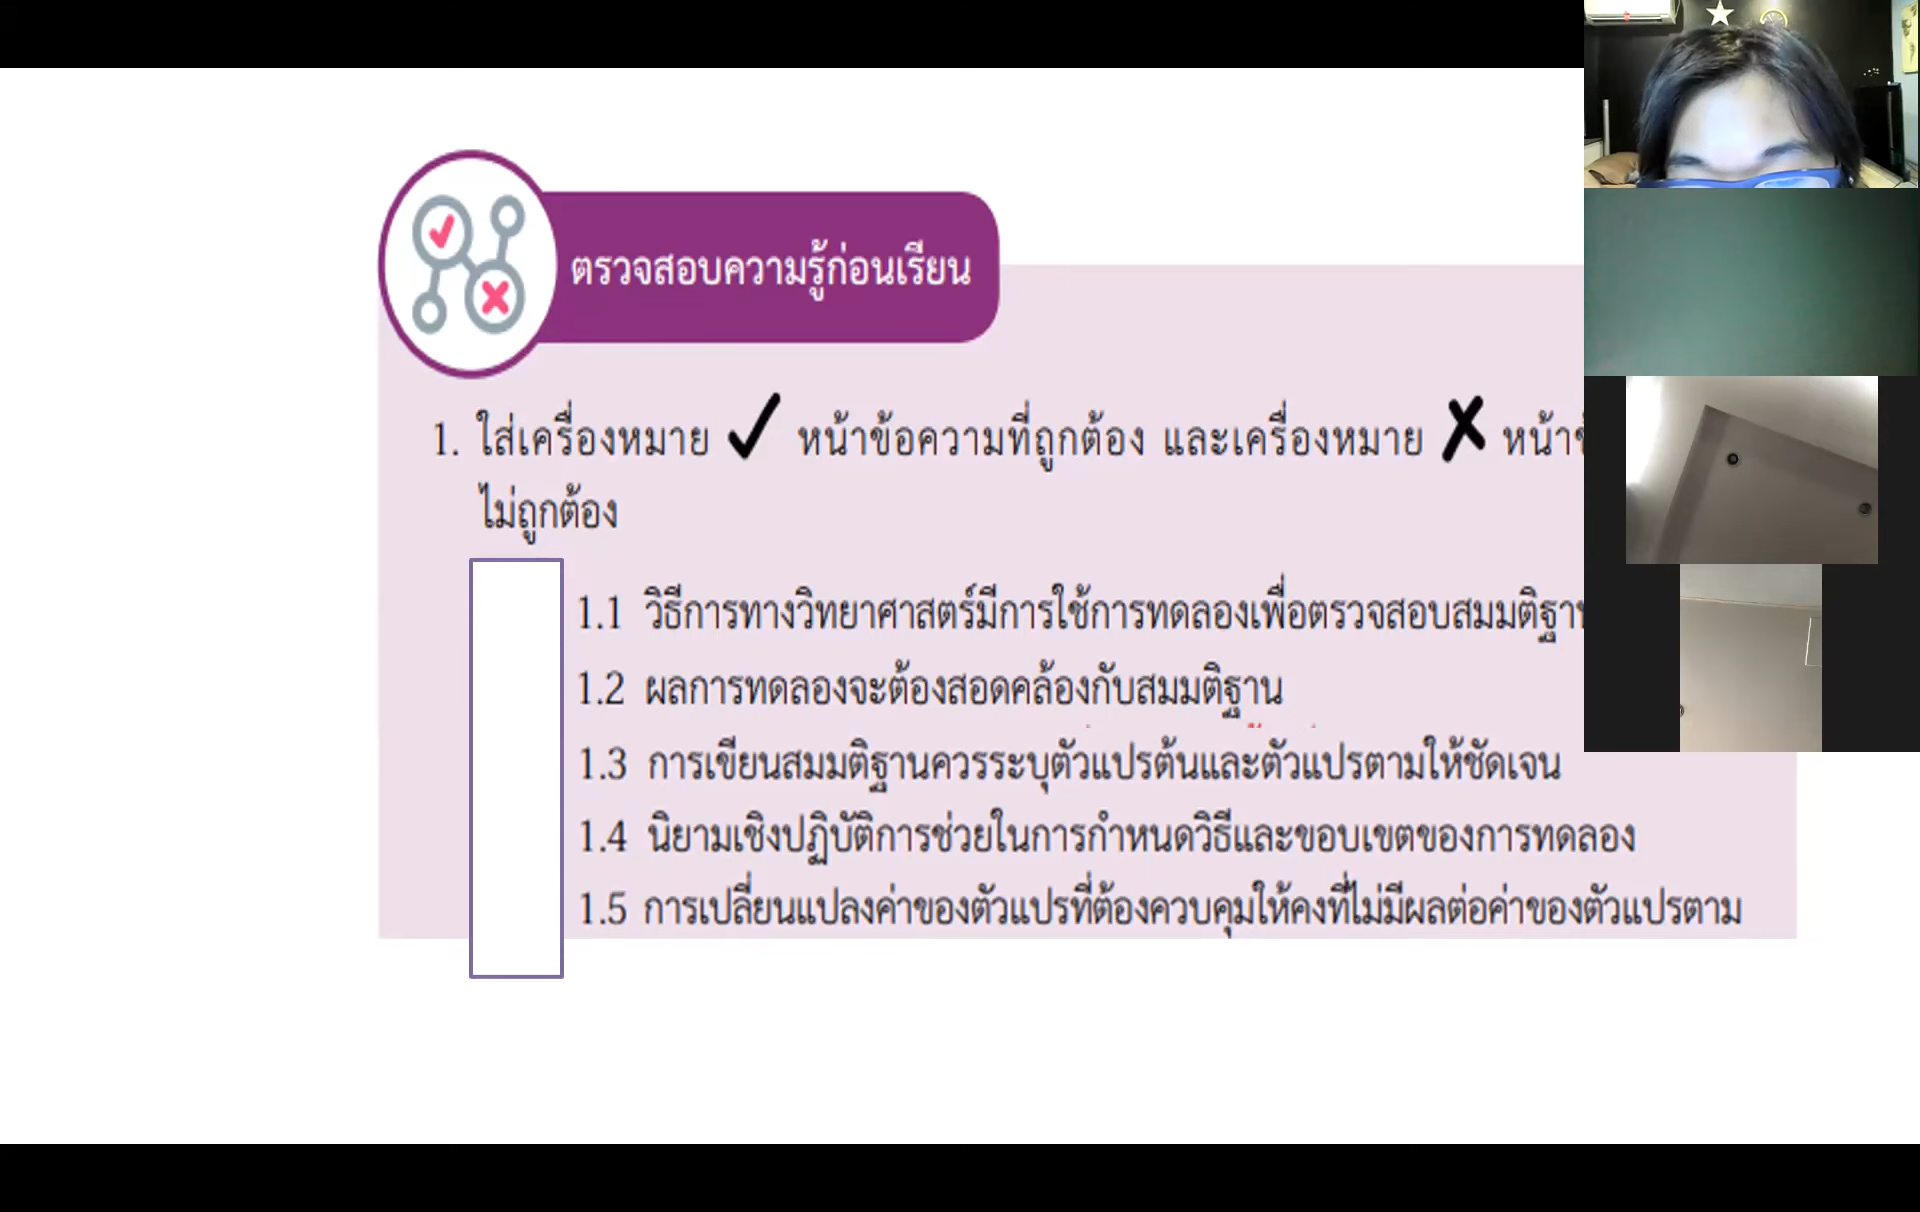 ตรวจสอบความรู้ก่อนเรียน
1. ใส่เครื่องหมาย ✓ หน้าข้อความที่ถูกต้อง และเครื่องหมาย ✗ หน้า
ไม่ถูกต้อง
1.1 วิธีการทางวิทยาศาสตร์มีการใช้การทดลองเพื่อตรวจสอบสมมติฐาน
1.2 ผลการทดลองจะต้องสอดคล้องกับสมมติฐาน
1.3 การเขียนสมมติฐานควรระบุตัวแปรต้นและตัวแปรตามให้ชัดเจน
1.4 นิยามเชิงปฏิบัติการช่วยในการกำหนดวิธีและขอบเขตของการทดลอง
1.5 การเปลี่ยนแปลงค่าของตัวแปรที่ต้องควบคุมให้คงที่ไม่มีผลต่อค่าของตัวแปรตาม